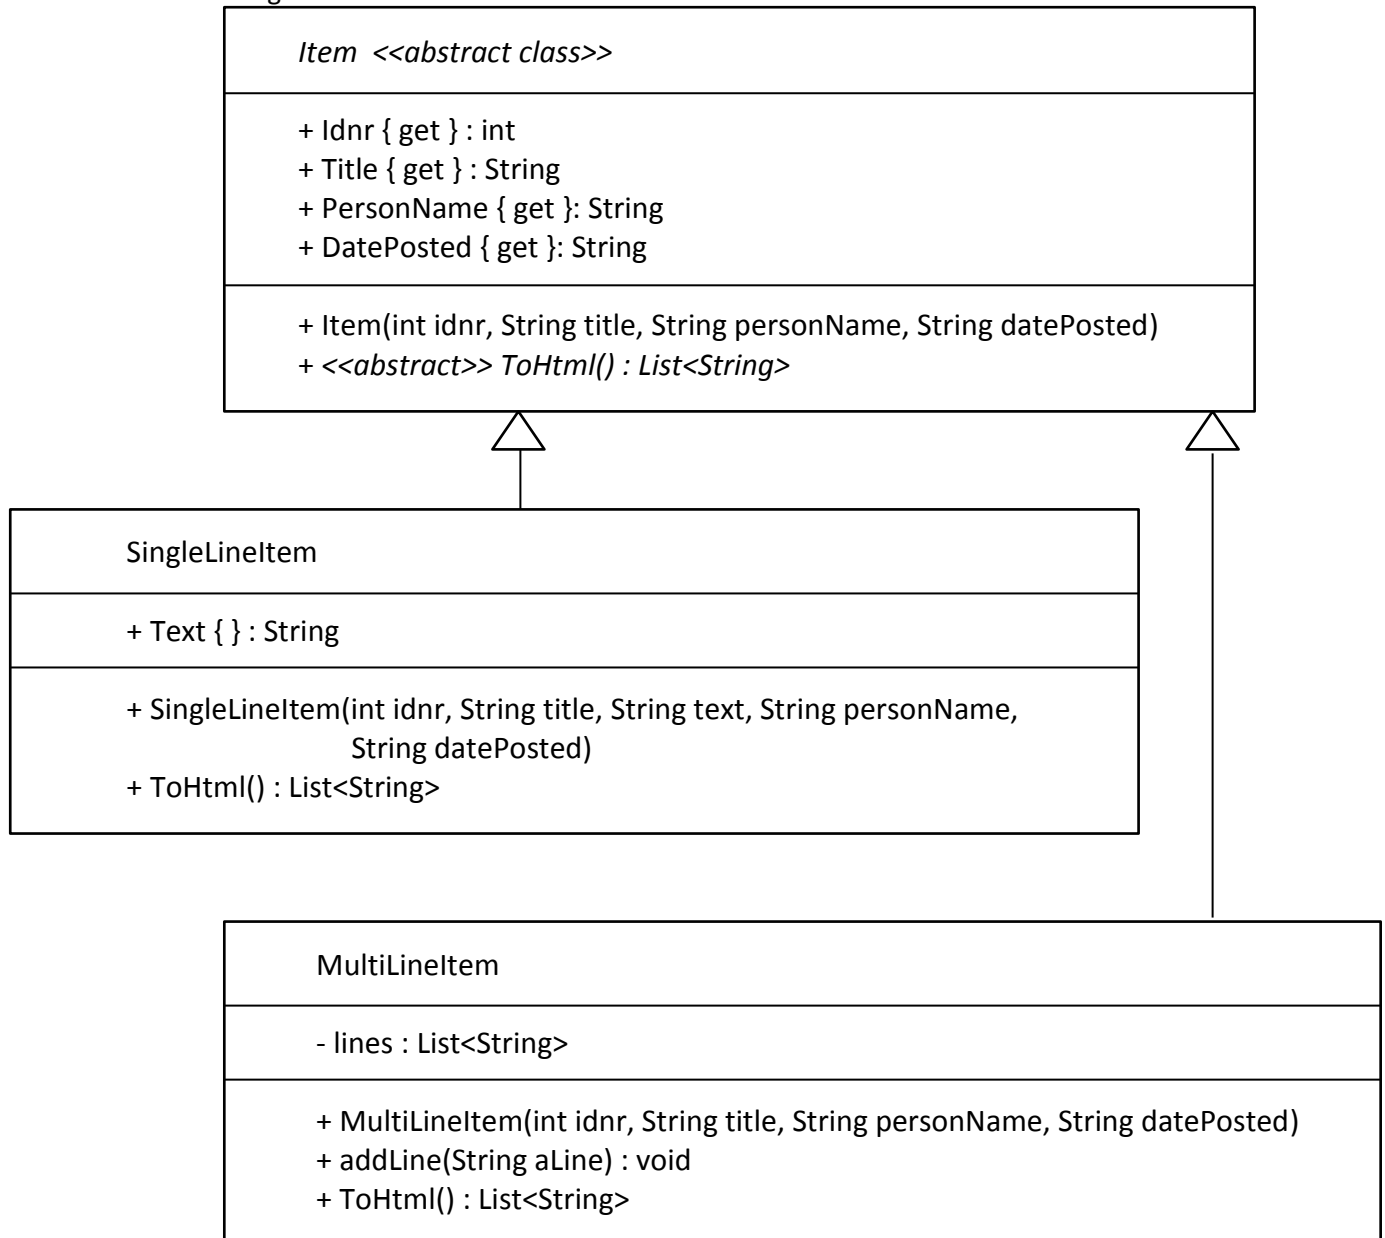 Item <<abstract class>>
+ Idnr { get } : int
+ Title { get } : String
+ PersonName { get }: String
+ DatePosted { get }: String
+ Item(int idnr, String title, String personName, String datePosted)
+ <<abstract>> ToHtml() : List<String>
SingleLineItem
+ Text { } : String
+ SingleLineItem(int idnr, String title, String text, String personName,
String datePosted)
+ ToHtml() : List<String>
MultiLineItem
- lines : List<String>
+ MultiLineItem(int idnr, String title, String personName, String datePosted)
+ addLine(String aLine) : void
+ ToHtml() : List<String>